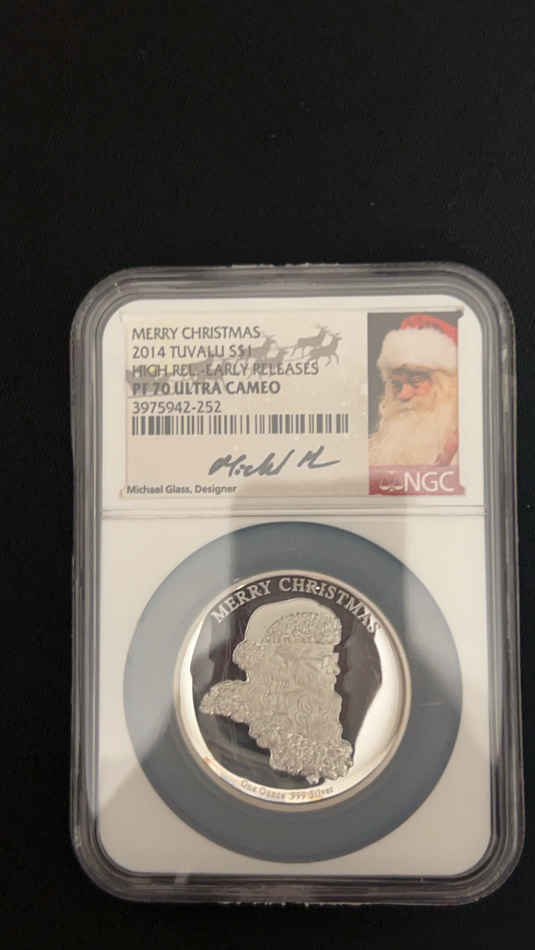 MERRY CHRISTMAS
2014 TUVALU S$1
HIGH REL.-EARLY RELEASES
PF 70 ULTRA CAMEO
3975942-252
Michael Glass, Designer
NGC
MERRY CHRISTMAS
One Ounce .999 Silver